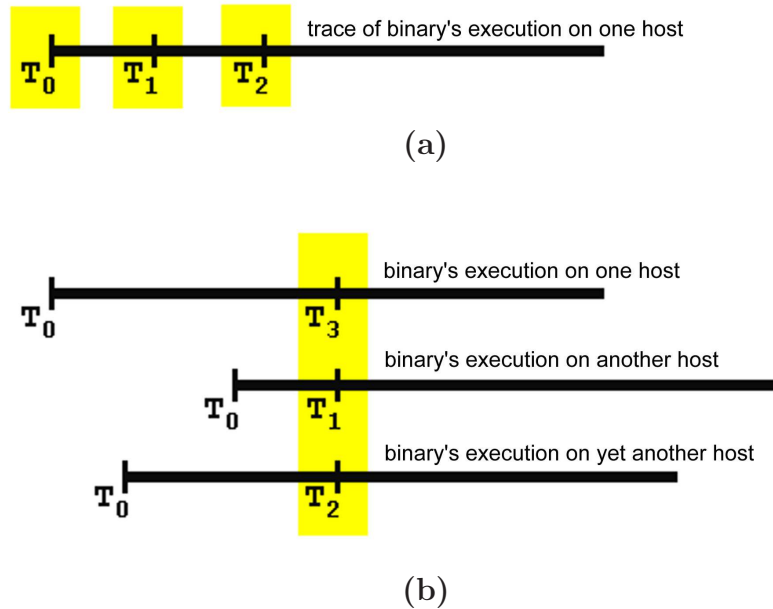 trace of binary's execution on one host
T0 T1 T2
(a)
binary's execution on one host
T0 T3
binary's execution on another host
T0 T1
binary's execution on yet another host
T0 T2
(b)